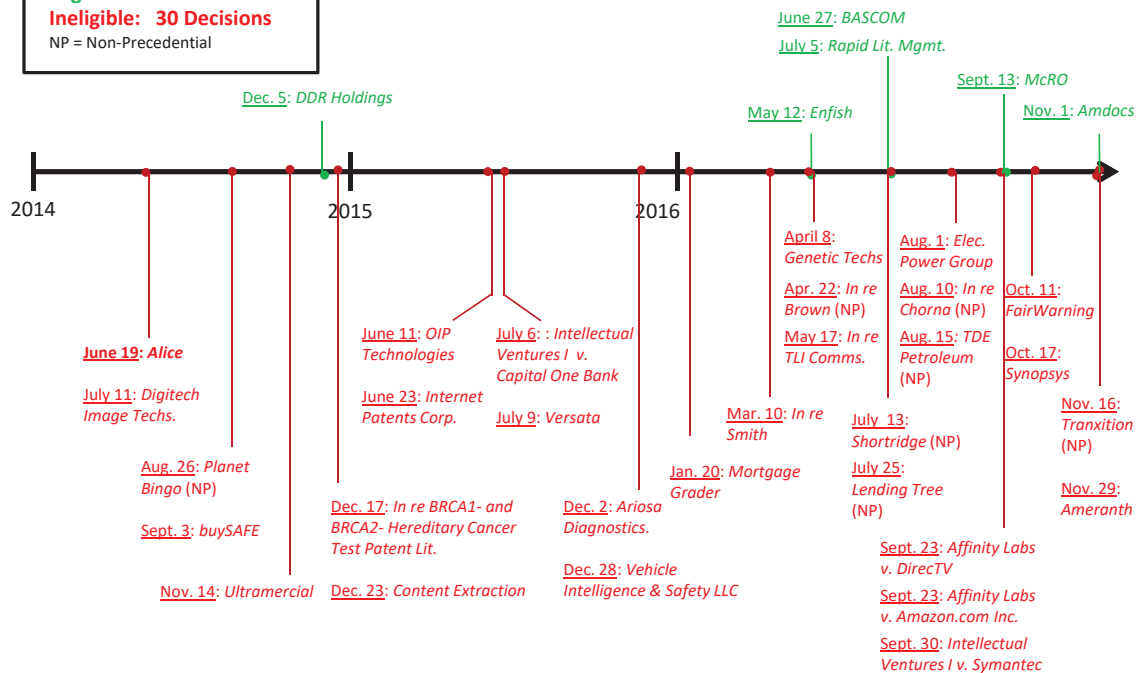 Ineligible: 30 Decisions
NP = Non-Precedential
June 27: BASCOM
July 5: Rapid Lit. Mgmt.
Dec. 5: DDR Holdings
Sept. 13: McRO
May 12: Enfish
Nov. 1: Amdocs
2014
2015
2016
June 19: Alice
July 11: Digitech
Image Techs.
Aug. 26: Planet
Bingo (NP)
Sept. 3: buySAFE
Nov. 14: Ultramercial
Dec. 17: In re BRCA1- and
BRCA2- Hereditary Cancer
Test Patent Lit.
Dec. 23: Content Extraction
June 11: OIP
Technologies
June 23: Internet
Patents Corp.
July 6: : Intellectual
Ventures I v.
Capital One Bank
July 9: Versata
Dec. 2: Ariosa
Diagnostics.
Dec. 28: Vehicle
Intelligence & Safety LLC
Jan. 20: Mortgage
Grader
Mar. 10: In re
Smith
April 8:
Genetic Techs
Apr. 22: In re
Brown (NP)
May 17: In re
TLI Comms.
July 13:
Shortridge (NP)
July 25:
Lending Tree
(NP)
Aug. 1: Elec.
Power Group
Aug. 10: In re
Chorna (NP)
Aug. 15: TDE
Petroleum
(NP)
Sept. 23: Affinity Labs
v. DirecTV
Sept. 23: Affinity Labs
v. Amazon.com Inc.
Sept. 30: Intellectual
Ventures I v. Symantec
Oct. 11:
FairWarning
Oct. 17:
Synopsys
Nov. 16:
Tranxition
(NP)
Nov. 29:
Ameranth